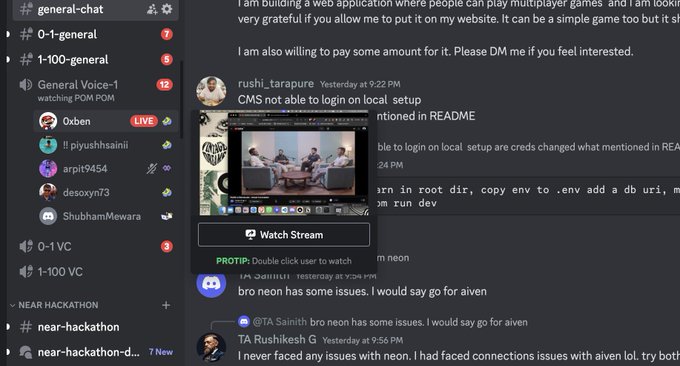 general-chat
0-1-general
7
1-100-general
5
General Voice-1
12
watching POM POM
0xben
LIVE
!! piyushhsainii
arpit9454
desoxyn73
ShubhamMewara
0-1 VC
3
1-100 VC
NEAR HACKATHON
near-hackathon
near-hackathon-d...
7 New
I am building a web application where people can play multiplayer games and I am lookin
very grateful if you allow me to put it on my website. It can be a simple game too but it sh
I am also willing to pay some amount for it. Please DM me if you feel interested.
rushi_tarapure Yesterday at 9:22 PM
CMS not able to login on local setup
entioned in README
able to login on local setup are creds changed what mentioned in REA
:24 PM
arn in root dir, copy env to .env add a db uri, m
om run dev
Watch Stream
PROTIP: Double click user to watch
m neon
TA Sainith Yesterday at 9:54 PM
bro neon has some issues. I would say go for aiven
@TA Sainith bro neon has some issues. I would say go for aiven
TA Rushikesh G Yesterday at 9:56 PM
I never faced any issues with neon. I had faced connections issues with aiven lol. try both